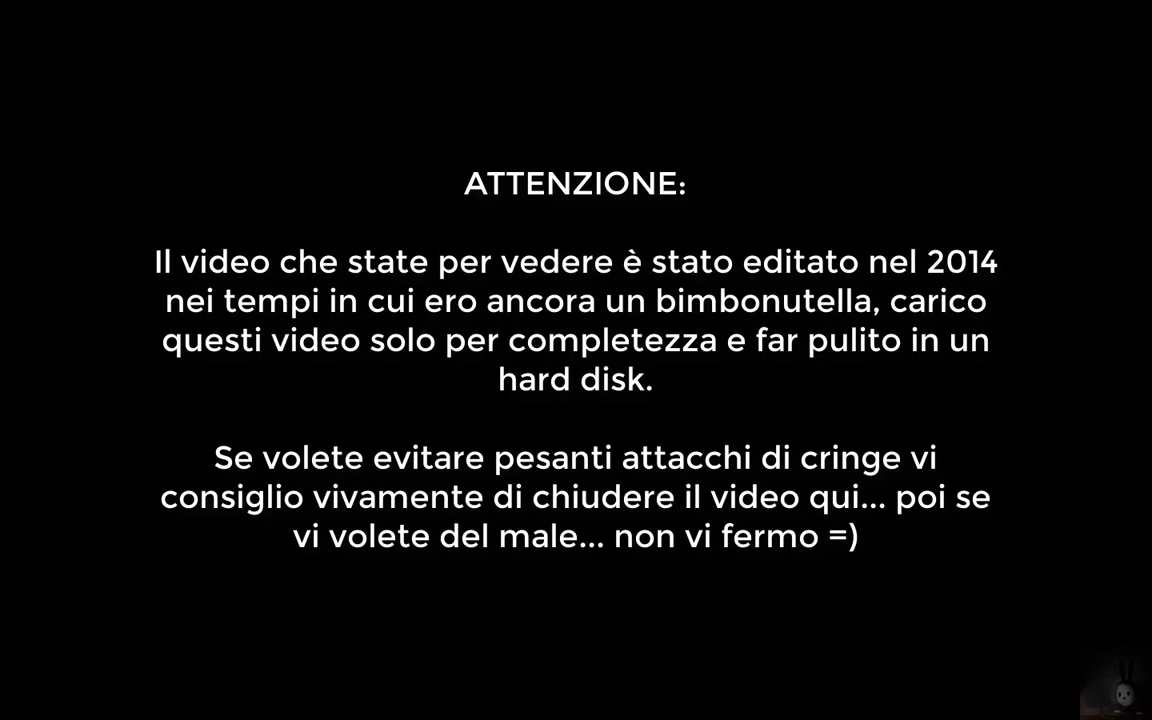 ATTENZIONE:
Il video che state per vedere è stato editato nel 2014
nei tempi in cui ero ancora un bimbonutella, carico
questi video solo per completezza e far pulito in un
hard disk.
Se volete evitare pesanti attacchi di cringe vi
consiglio vivamente di chiudere il video qui... poi se
vi volete del male... non vi fermo =)